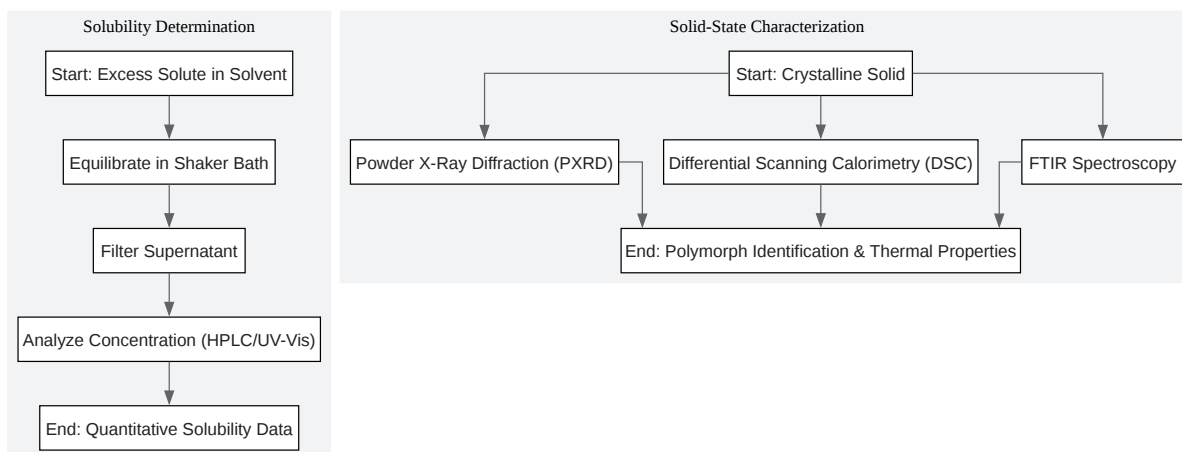 Solubility Determination
Start: Excess Solute in Solvent
Equilibrate in Shaker Bath
Filter Supernatant
Analyze Concentration (HPLC/UV-Vis)
End: Quantitative Solubility Data
Solid-State Characterization
Start: Crystalline Solid
Powder X-Ray Diffraction (PXRD)
Differential Scanning Calorimetry (DSC)
FTIR Spectroscopy
End: Polymorph Identification & Thermal Properties